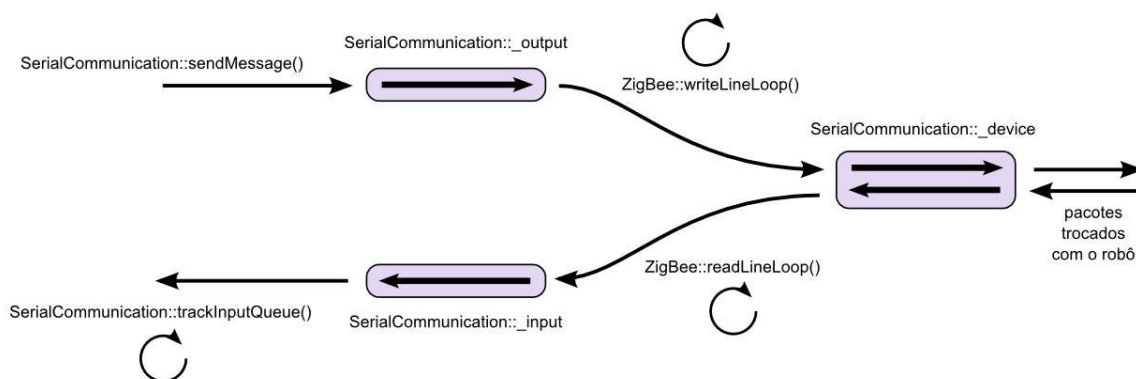 SerialCommunication::_output
SerialCommunication::sendMessage()
ZigBee::writeLineLoop()
SerialCommunication::_device
pacotes
trocados
com o robô
ZigBee::readLineLoop()
SerialCommunication::trackInputQueue()
SerialCommunication::_input